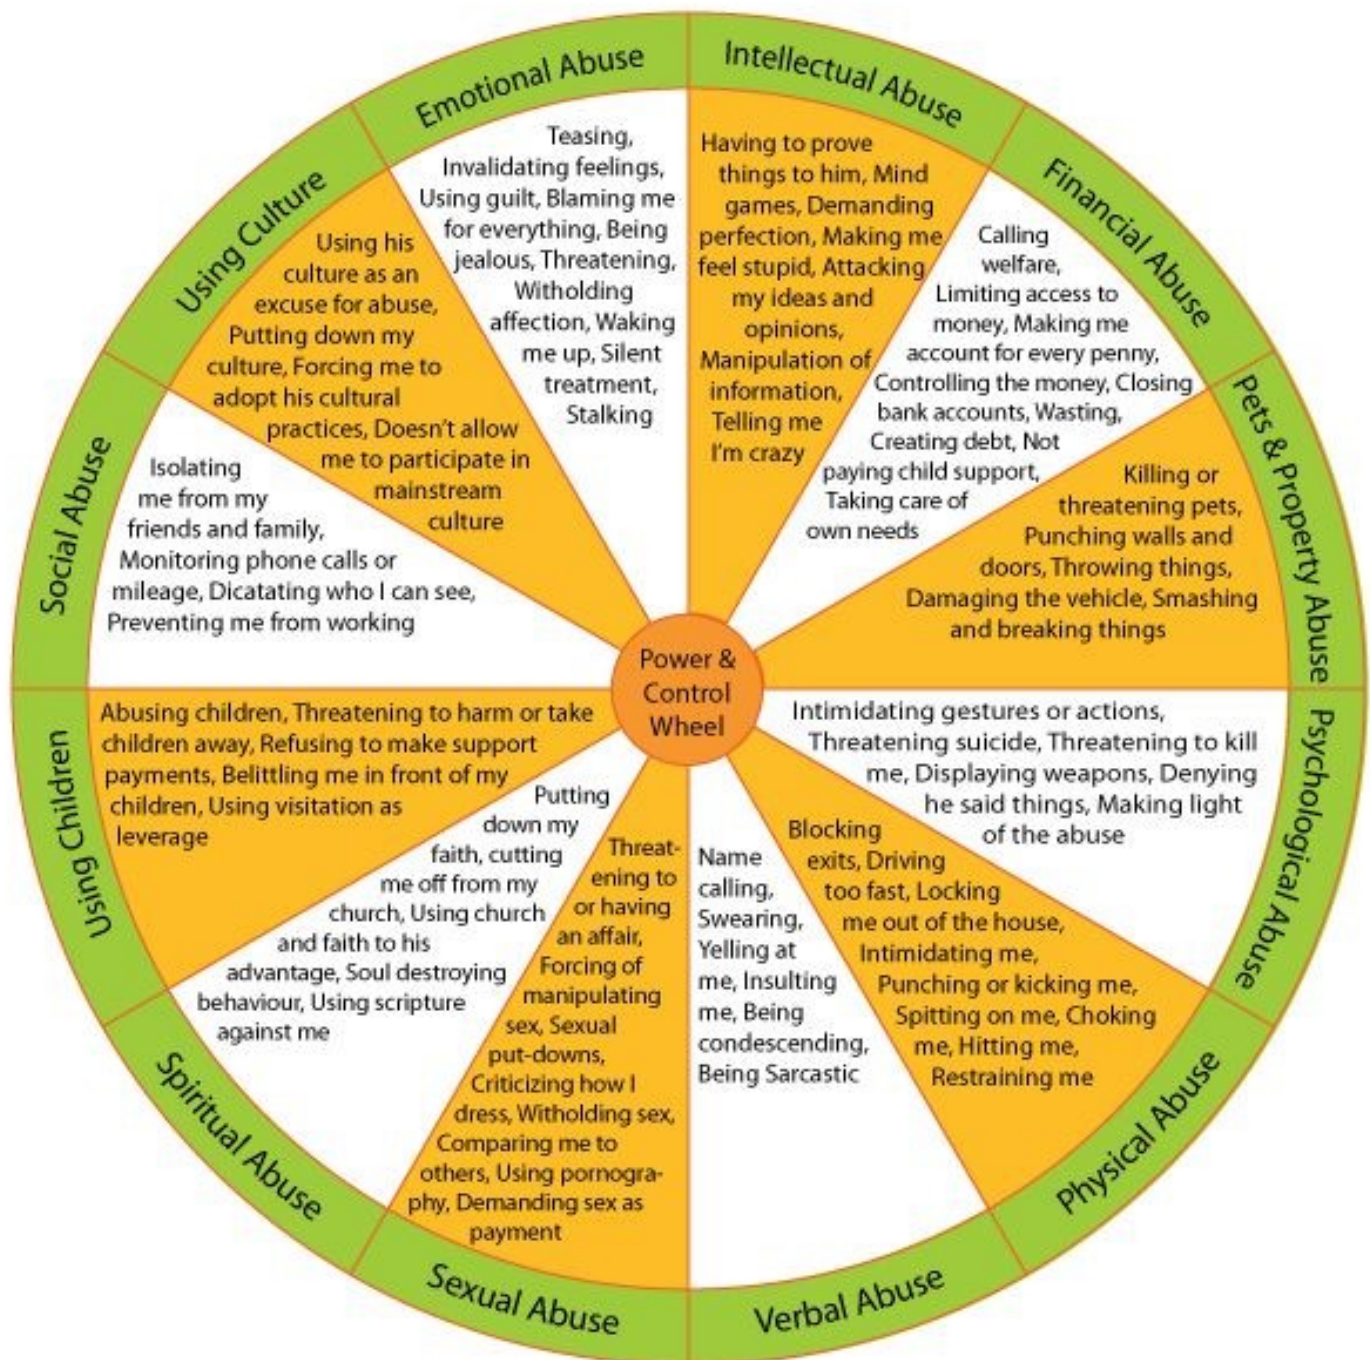 Emotional Abuse
Teasing,
Invalidating feelings,
Using guilt, Blaming me
for everything, Being
jealous, Threatening,
Witholding
affection, Waking
me up, Silent
treatment,
Stalking
Intellectual Abuse
Having to prove
things to him, Mind
games, Demanding
perfection, Making me
feel stupid, Attacking
my ideas and
opinions,
Manipulation of
information,
Telling me
I'm crazy
Financial Abuse
Calling
welfare,
Limiting access to
money, Making me
account for every penny,
Controlling the money, Closing
bank accounts, Wasting,
Creating debt, Not
paying child support,
Taking care of
own needs
Pets & Property Abuse
Killing or
threatening pets,
Punching walls and
doors, Throwing things,
Damaging the vehicle, Smashing
and breaking things
Psychological Abuse
Intimidating gestures or actions,
Threatening suicide, Threatening to kill
me, Displaying weapons, Denying
he said things, Making light
of the abuse
Physical Abuse
Blocking
exits, Driving
too fast, Locking
me out of the house,
Intimidating me,
Punching or kicking me,
Spitting on me, Choking
me, Hitting me,
Restraining me
Verbal Abuse
Name
calling,
Swearing,
Yelling at
me, Insulting
me, Being
condescending,
Being Sarcastic
Sexual Abuse
Threat-
ening to
or having
an affair,
Forcing of
manipulating
sex, Sexual
put-downs,
Criticizing how I
dress, Witholding sex,
Comparing me to
others, Using pornogra-
phy, Demanding sex as
payment
Spiritual Abuse
Putting
down my
faith, cutting
me off from my
church, Using church
and faith to his
advantage, Soul destroying
behaviour, Using scripture
against me
Using Children
Abusing children, Threatening to harm or take
children away, Refusing to make support
payments, Belittling me in front of my
children, Using visitation as
leverage
Social Abuse
Isolating
me from my
friends and family,
Monitoring phone calls or
mileage, Dicatating who I can see,
Preventing me from working
Using Culture
Using his
culture as an
excuse for abuse,
Putting down my
culture, Forcing me to
adopt his cultural
practices, Doesn't allow
me to participate in
mainstream
culture
Power &
Control
Wheel